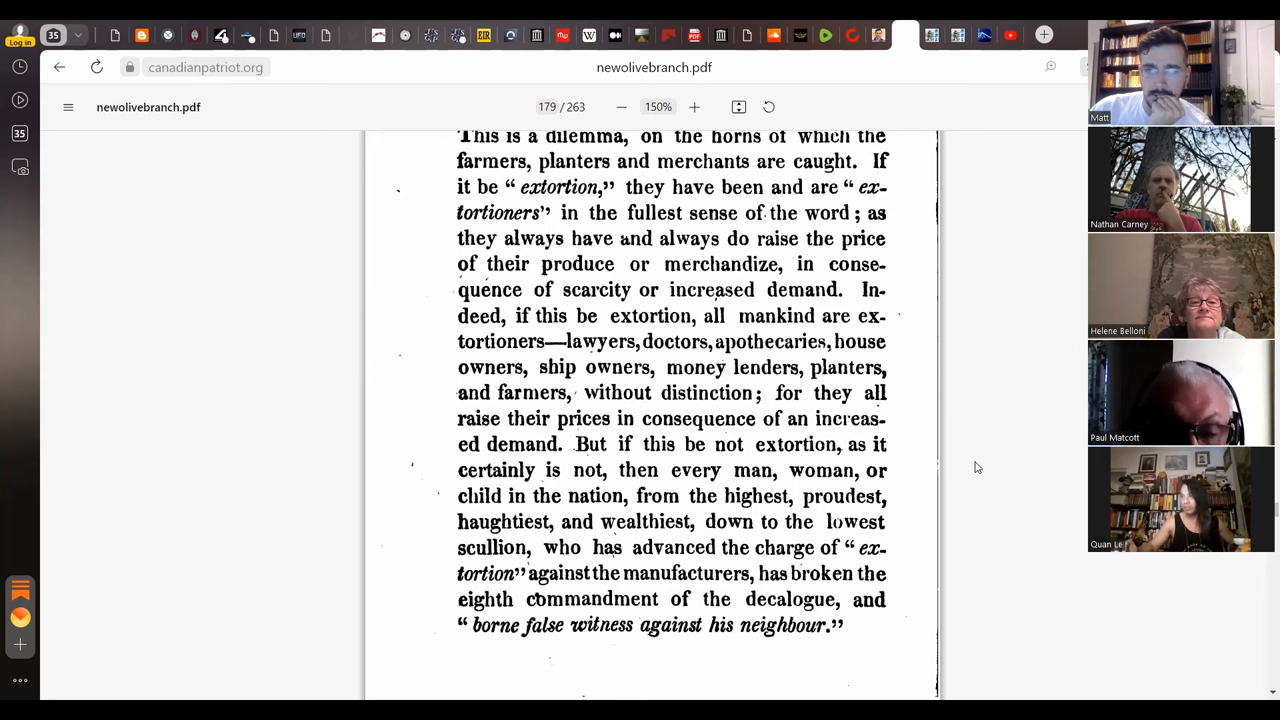 Log in
35
canadianpatriot.org
newolivebranch.pdf
newolivebranch.pdf
179 / 263
150%
This is a dilemma, on the horns of which the
farmers, planters and merchants are caught. If
it be “ extortion,” they have been and are “ ex-
tortioners” in the fullest sense of the word ; as
they always have and always do raise the price
of their produce or merchandize, in conse-
quence of scarcity or increased demand. In-
deed, if this be extortion, all mankind are ex-
tortioners—lawyers, doctors, apothecaries, house
owners, ship owners, money lenders, planters,
and farmers, without distinction ; for they all
raise their prices in consequence of an increas-
ed demand. But if this be not extortion, as it
certainly is not, then every man, woman, or
child in the nation, from the highest, proudest,
haughtiest, and wealthiest, down to the lowest
scullion, who has advanced the charge of “ ex-
tortion” against the manufacturers, has broken the
eighth commandment of the decalogue, and
“ borne false witness against his neighbour.”
35
Matt
Nathan Carney
Helene Belloni
Paul Matcott
Quan Le